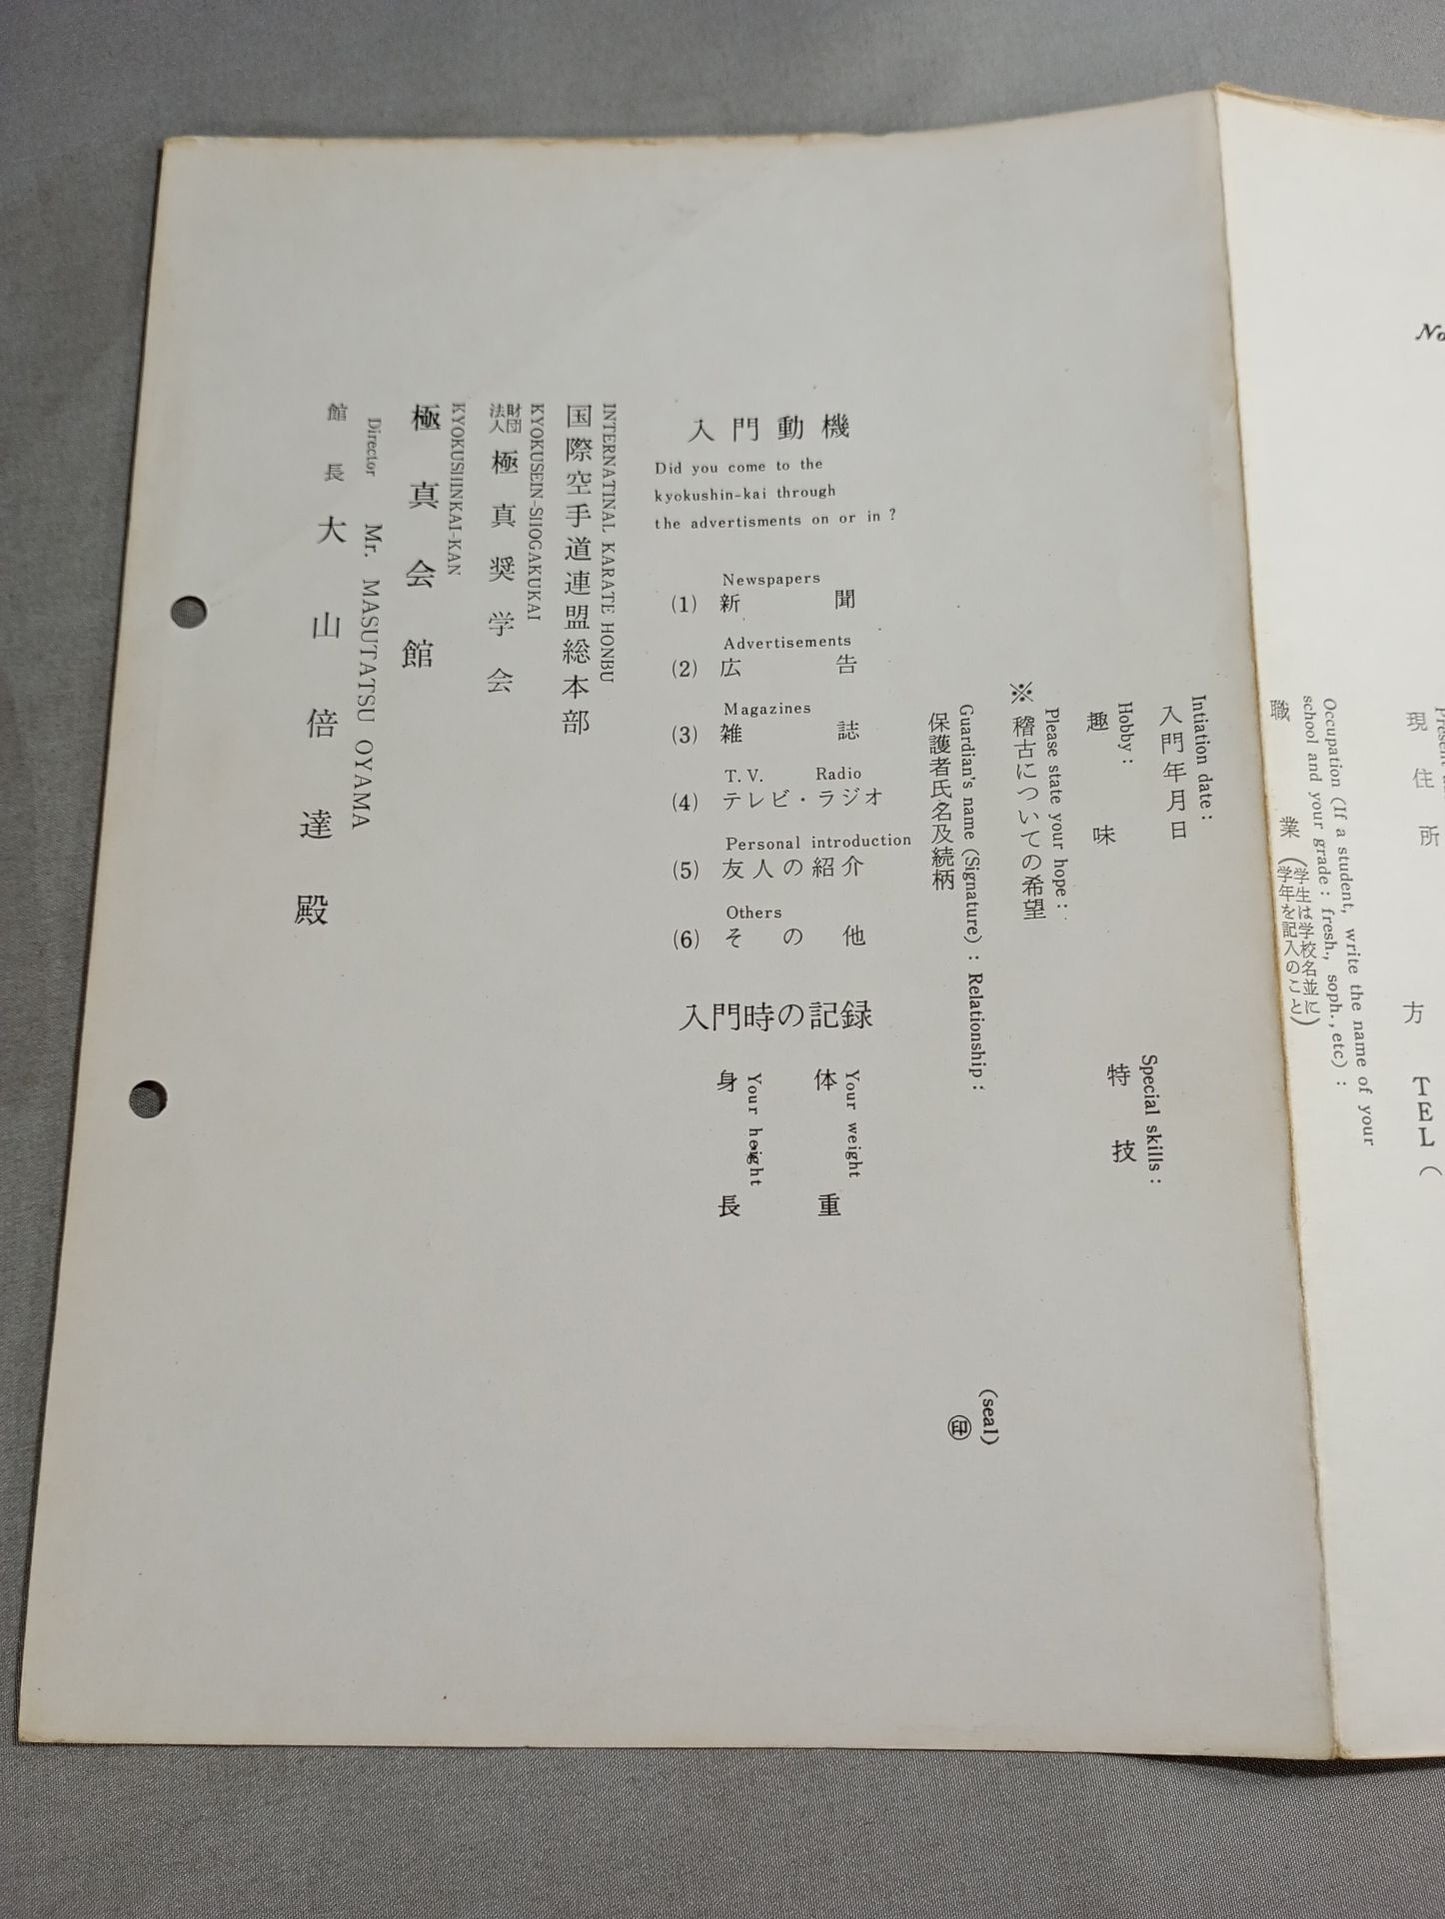 No
現住所
方
TEL（
Occupation (If a student, write the name of your
school and your grade : fresh., soph., etc) :
職業（学生は学校名並に
学年を記入のこと）
Intiation date :
入門年月日
Hobby :
趣味
Special skills :
特技
Please state your hope :
※稽古についての希望
Guardian's name (Signature) : Relationship :
保護者氏名及続柄
(seal)
㊞
入門動機
Did you come to the
kyokushin-kai through
the advertisments on or in ?
Newspapers
(1) 新聞
Advertisements
(2) 広告
Magazines
(3) 雑誌
T.V. Radio
(4) テレビ・ラジオ
Personal introduction
(5) 友人の紹介
Others
(6) その他
入門時の記録
Your weight
体重
Your height
身長
INTERNATINAL KARATE HONBU
国際空手道連盟総本部
KYOKUSEIN-SHOGAKUKAI
財団法人 極真奨学会
KYOKUSHINKAI-KAN
極真会館
Director Mr. MASUTATSU OYAMA
館長 大山倍達殿